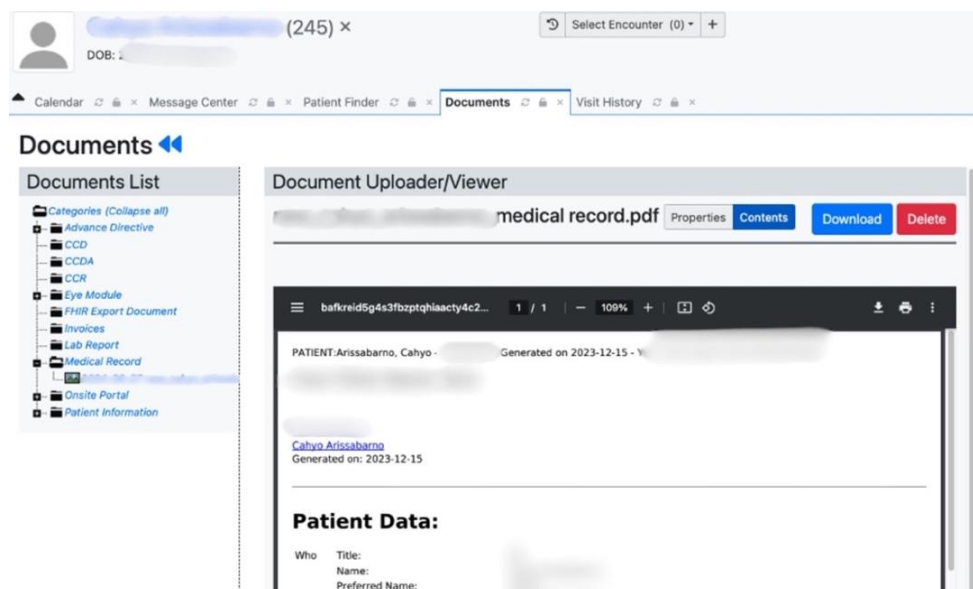 (245) ×
Select Encounter (0) +
DOB:
Calendar × Message Center × Patient Finder × Documents × Visit History ×
Documents
Documents List
Document Uploader/Viewer
Categories (Collapse all)
medical record.pdf Properties Contents Download Delete
Advance Directive
CCD
CCDA
CCR
Eye Module
FHIR Export Document
Invoices
Lab Report
Medical Record
Onsite Portal
Patient Information
bafkreid5g4s3fbzptqhiaacty4c2... 1 / 1 | − 109% + |
PATIENT:Arissabarno, Cahyo - Generated on 2023-12-15 -
Cahyo Arissabarno
Generated on: 2023-12-15
Patient Data:
Who Title:
Name:
Preferred Name: